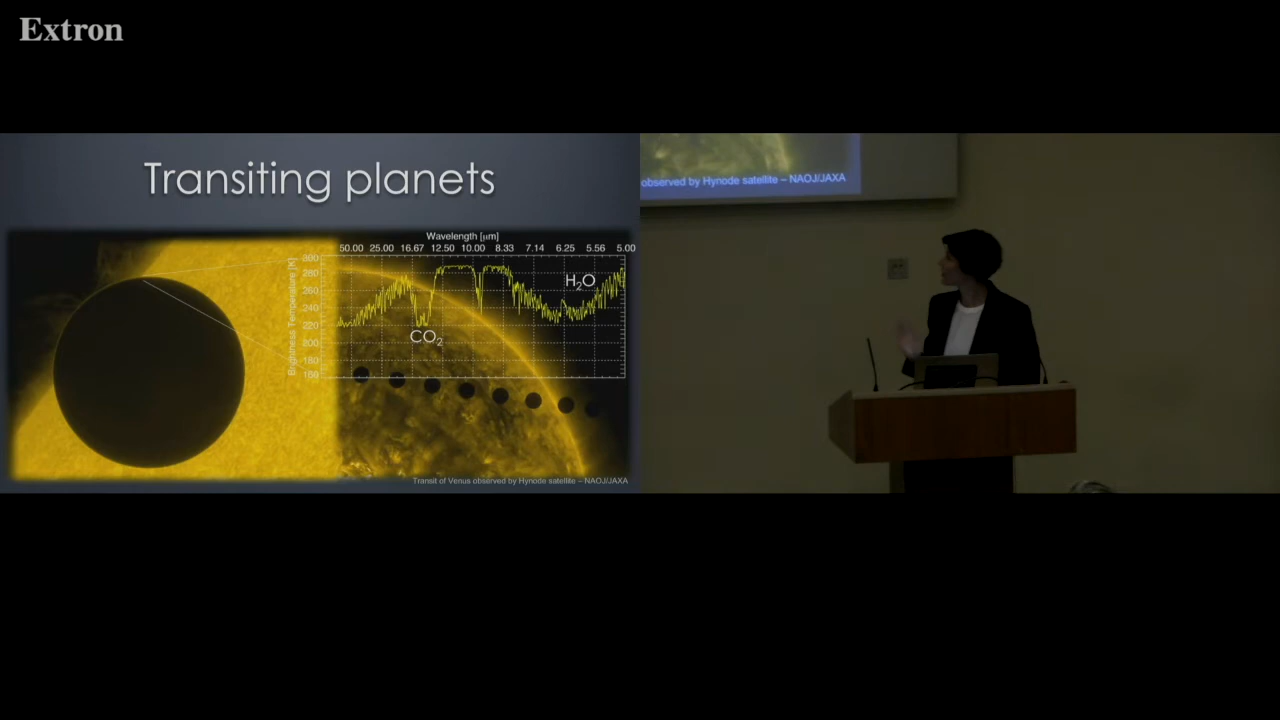 Extron
Transiting planets
Wavelength [μm]
50.00 25.00 16.67 12.50 10.00 8.33 7.14 6.25 5.56 5.00
Brightness Temperature [K]
300
280
260
240
220
200
180
160
CO2
H2O
Transit of Venus observed by Hynode satellite – NAOJ/JAXA
observed by Hynode satellite – NAOJ/JAXA